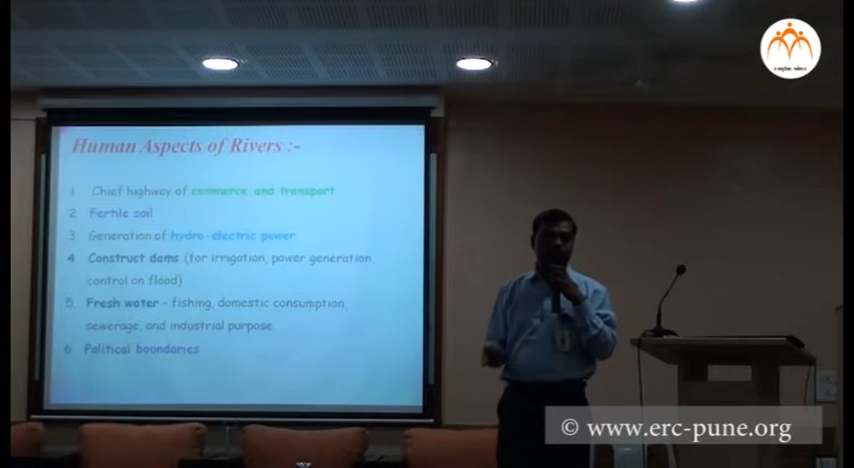 Human Aspects of Rivers :-
1 Chief highway of commerce and transport
2. Fertile soil
3. Generation of hydro-electric power
4. Construct dams (for irrigation, power generation
control on flood)
5. Fresh water - fishing, domestic consumption,
sewerage, and industrial purpose.
6. Political boundaries
© www.erc-pune.org